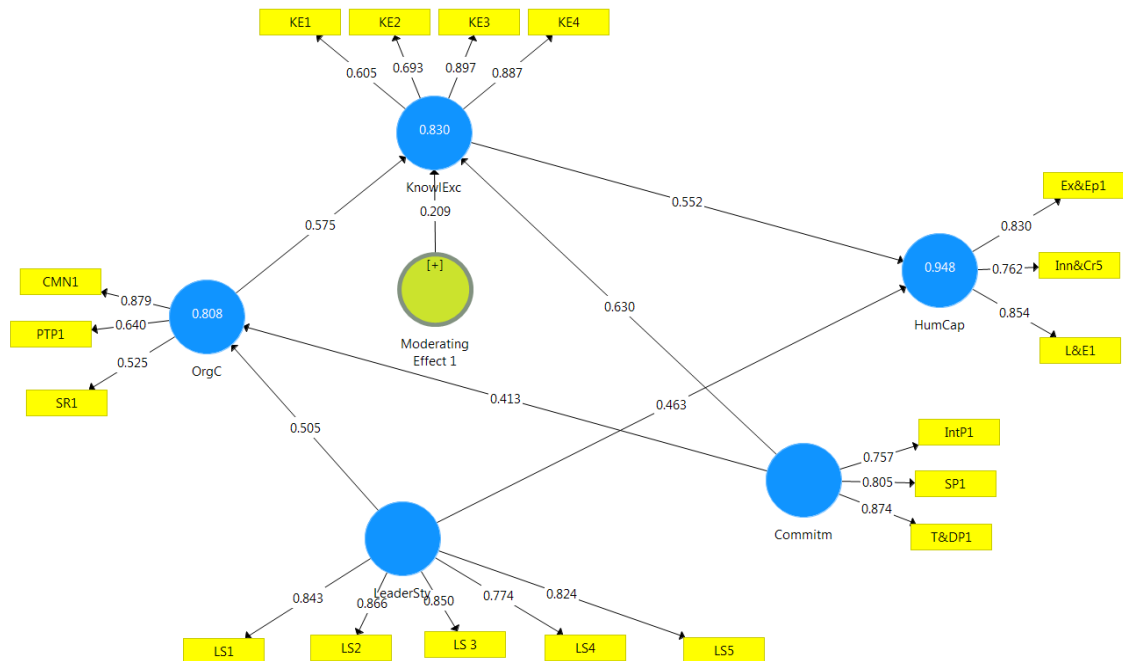 KE1
KE2
KE3
KE4
0.605
0.693
0.897
0.887
0.830
KnowlExc
0.209
0.575
0.552
[+]
Moderating
Effect 1
Ex&Ep1
0.830
Inn&Cr5
0.762
0.948
HumCap
0.854
L&E1
CMN1
0.879
PTP1
0.640
0.808
0.525
OrgC
SR1
0.630
0.413
0.463
0.505
IntP1
0.757
SP1
0.805
0.874
Commitm
T&DP1
LeaderSty
0.843
0.866
0.850
0.774
0.824
LS1
LS2
LS 3
LS4
LS5